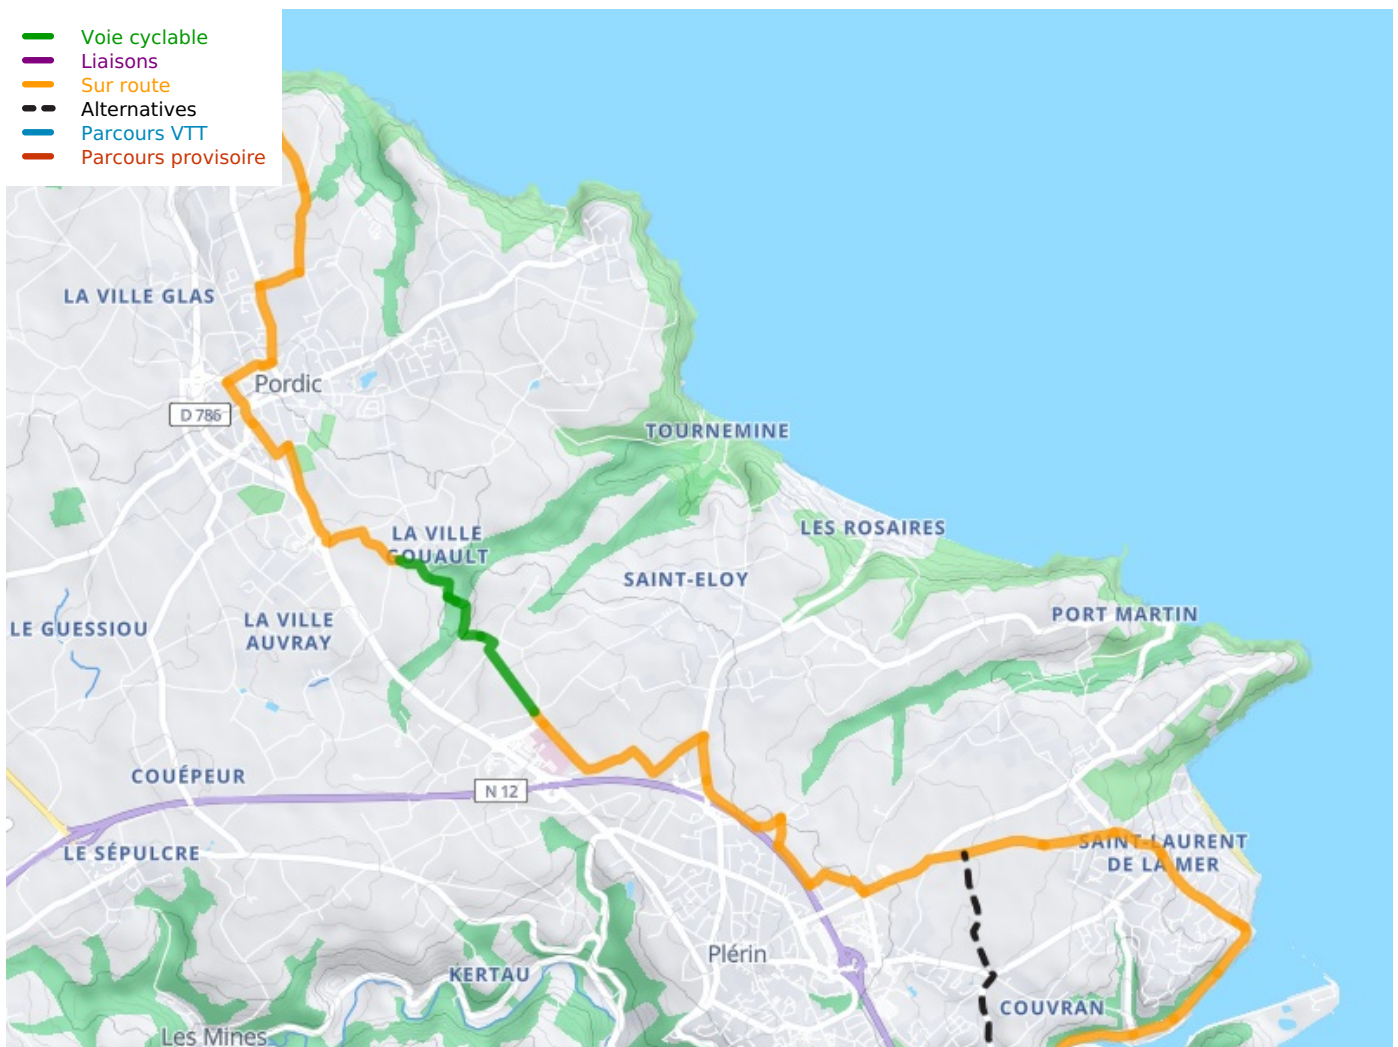 Voie cyclable
Liaisons
Sur route
Alternatives
Parcours VTT
Parcours provisoire
LA VILLE GLAS
Pordic
D 786
TOURNEMINE
LA VILLE
GOUAULT
LES ROSAIRES
SAINT-ELOY
LE GUESSIOU
LA VILLE
AUVRAY
PORT MARTIN
COUÉPEUR
N 12
LE SÉPULCRE
SAINT-LAURENT
DE LA MER
Plérin
KERTAU
COUVRAN
Les Mines